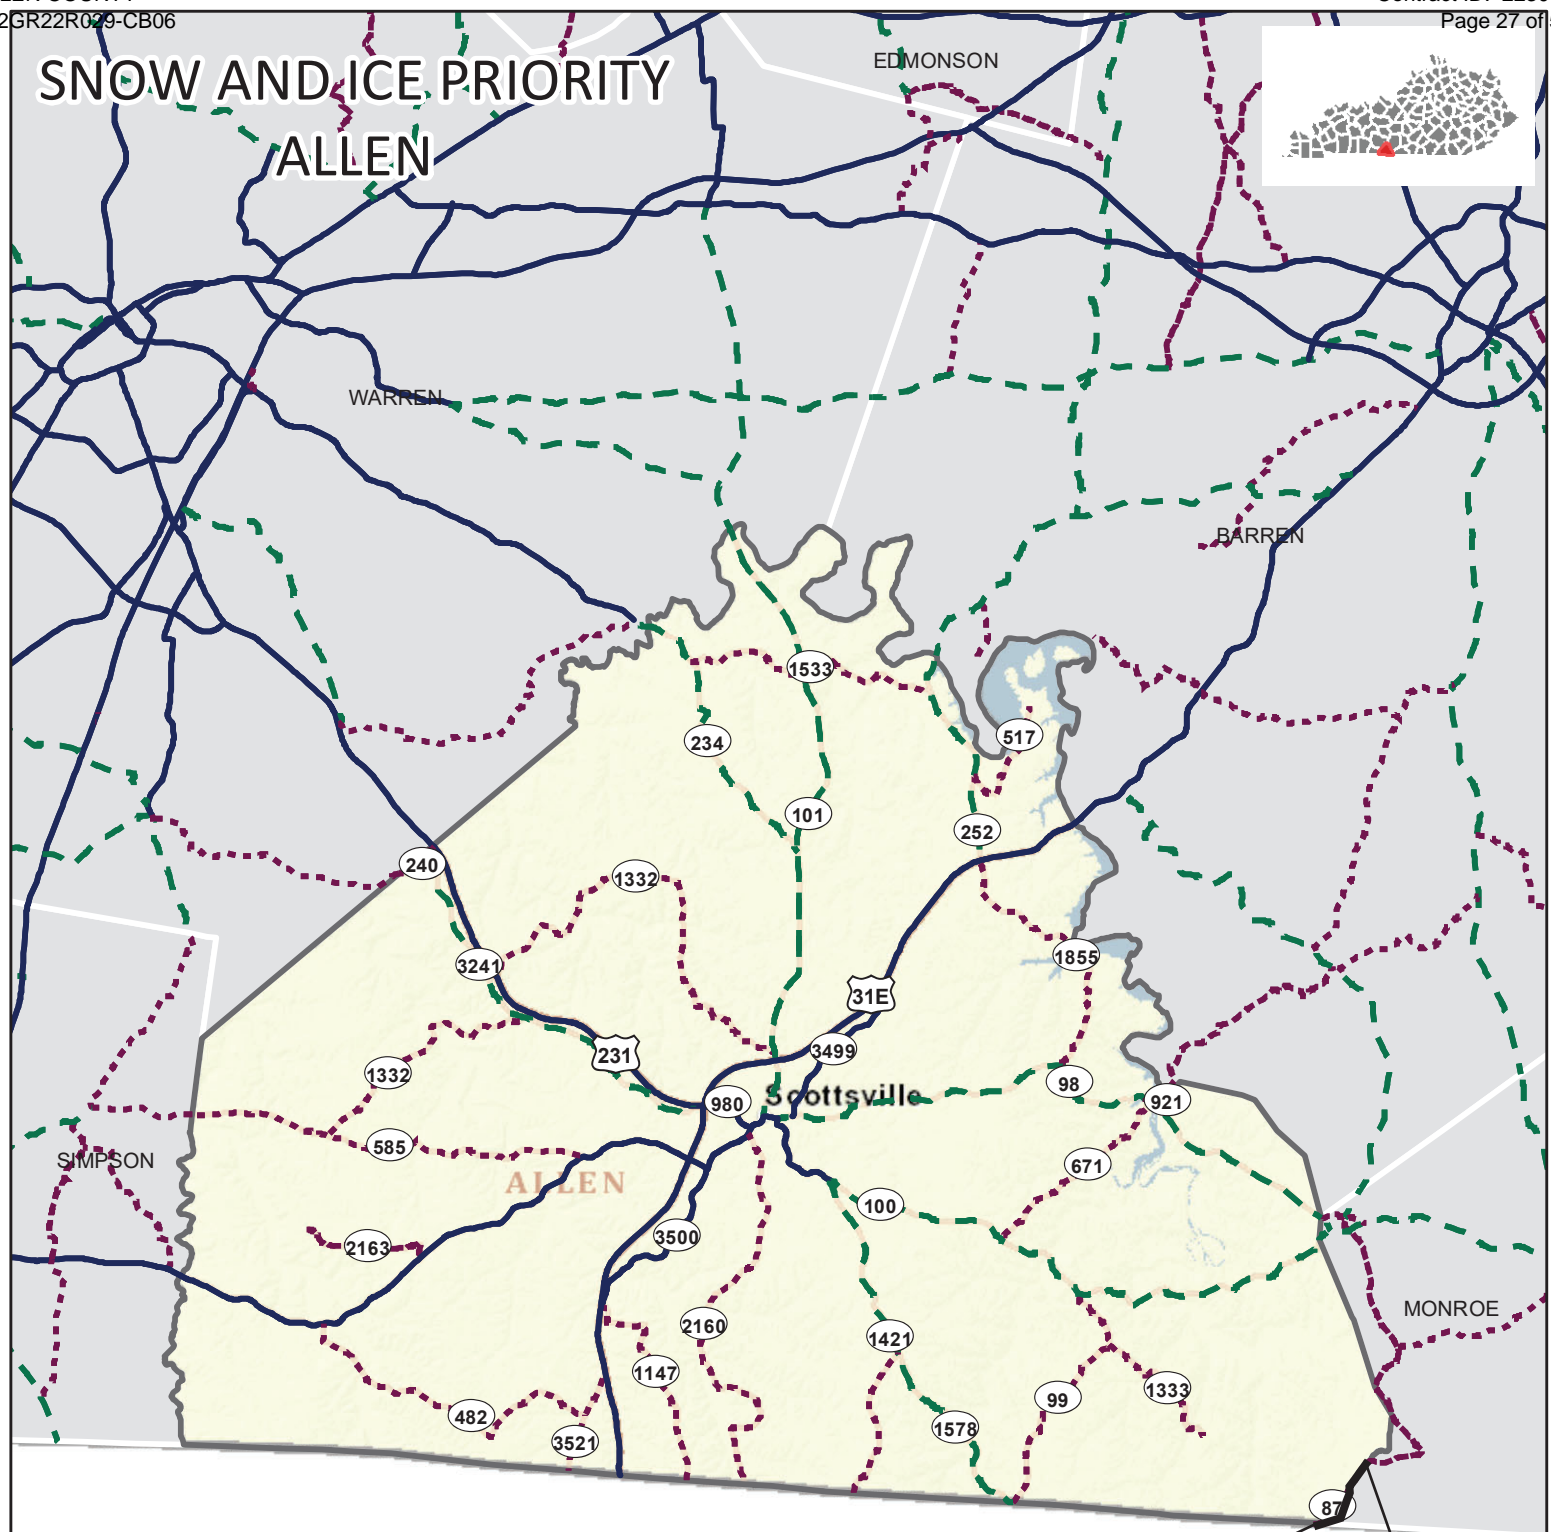 2GR22R029-CB06
Page 27 of
SNOW AND ICE PRIORITY
ALLEN
EDMONSON
WARREN
BARREN
1533
234
517
101
252
240
1332
3241
1855
31E
231
3499
1332
98
980
Scottsville
921
585
SIMPSON
671
ALLEN
100
3500
2163
MONROE
2160
1421
1147
1333
99
482
1578
3521
87